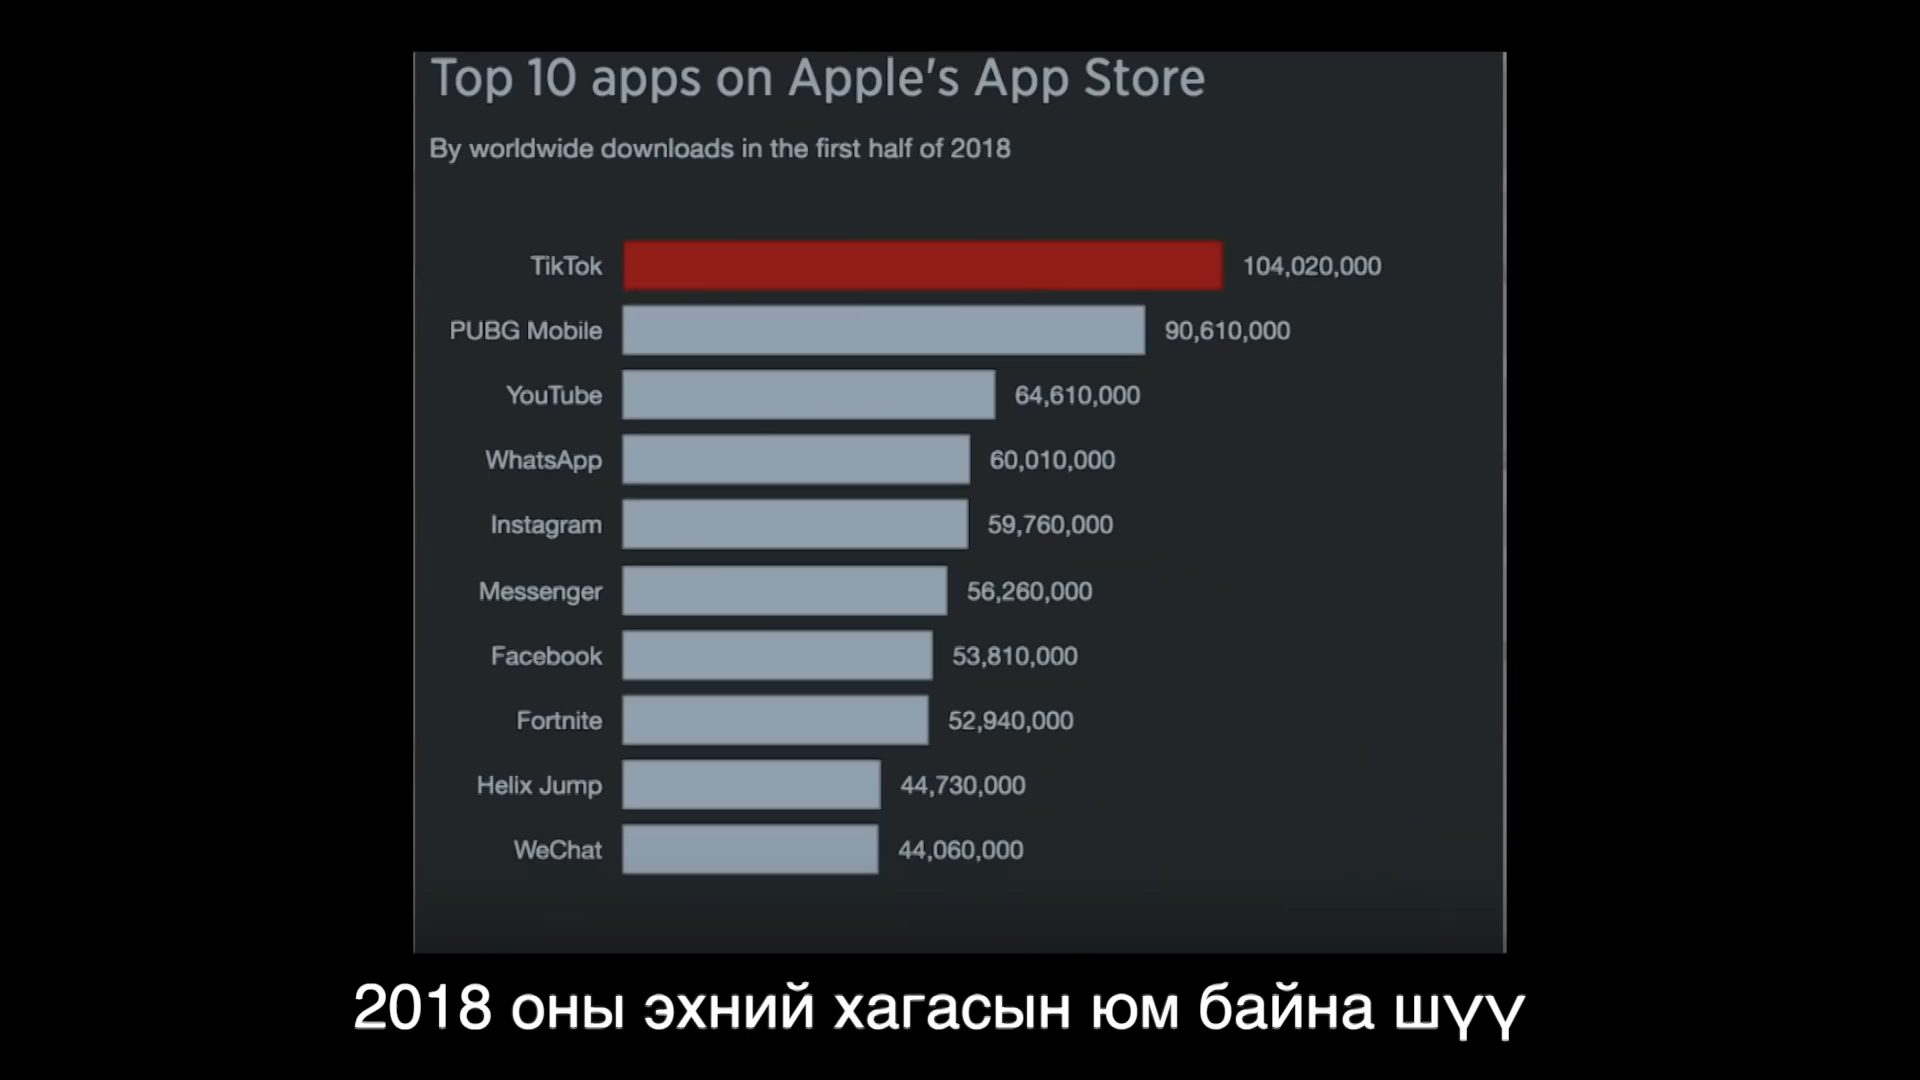 Top 10 apps on Apple's App Store
By worldwide downloads in the first half of 2018
TikTok 104,020,000
PUBG Mobile 90,610,000
YouTube 64,610,000
WhatsApp 60,010,000
Instagram 59,760,000
Messenger 56,260,000
Facebook 53,810,000
Fortnite 52,940,000
Helix Jump 44,730,000
WeChat 44,060,000
2018 оны эхний хагасын юм байна шүү